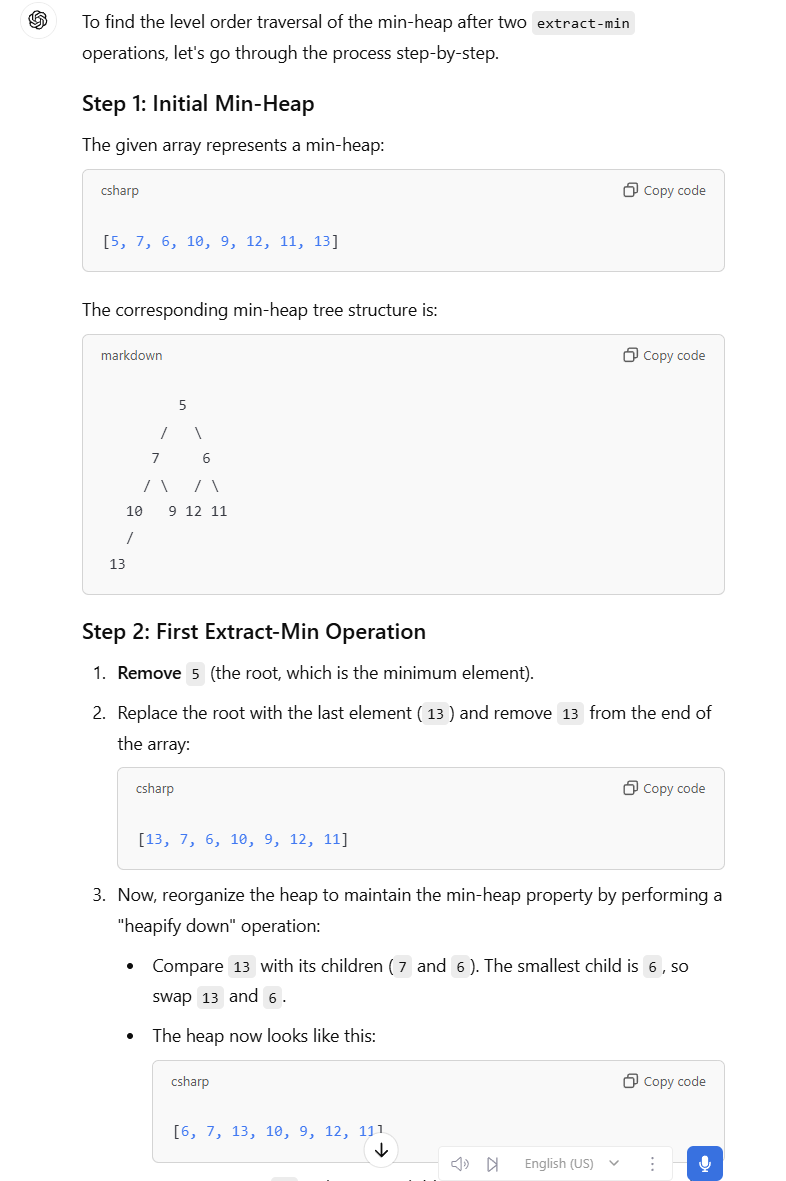 To find the level order traversal of the min-heap after two extract-min
operations, let's go through the process step-by-step.
Step 1: Initial Min-Heap
The given array represents a min-heap:
csharp Copy code
[5, 7, 6, 10, 9, 12, 11, 13]
The corresponding min-heap tree structure is:
markdown Copy code
5
/ \
7 6
/ \ / \
10 9 12 11
/
13
Step 2: First Extract-Min Operation
1. Remove 5 (the root, which is the minimum element).
2. Replace the root with the last element (13) and remove 13 from the end of
the array:
csharp Copy code
[13, 7, 6, 10, 9, 12, 11]
3. Now, reorganize the heap to maintain the min-heap property by performing a
"heapify down" operation:
• Compare 13 with its children (7 and 6). The smallest child is 6, so
swap 13 and 6.
• The heap now looks like this:
csharp Copy code
[6, 7, 13, 10, 9, 12, 11]
English (US)